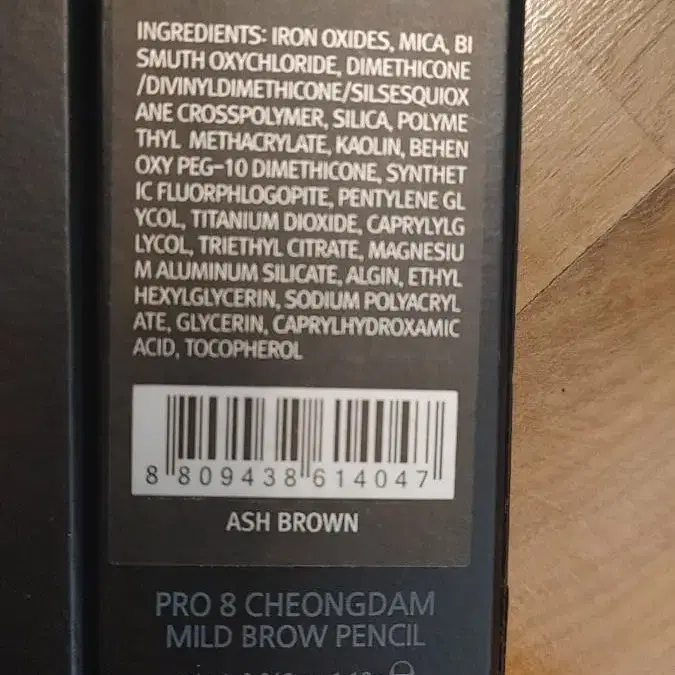 INGREDIENTS: IRON OXIDES, MICA, BI
SMUTH OXYCHLORIDE, DIMETHICONE
/DIVINYLDIMETHICONE/SILSESQUIOX
ANE CROSSPOLYMER, SILICA, POLYME
THYL METHACRYLATE, KAOLIN, BEHEN
OXY PEG-10 DIMETHICONE, SYNTHET
IC FLUORPHLOGOPITE, PENTYLENE GL
YCOL, TITANIUM DIOXIDE, CAPRYLYLG
LYCOL, TRIETHYL CITRATE, MAGNESIU
M ALUMINUM SILICATE, ALGIN, ETHYL
HEXYLGLYCERIN, SODIUM POLYACRYL
ATE, GLYCERIN, CAPRYLHYDROXAMIC
ACID, TOCOPHEROL
8 809438 614047
ASH BROWN
PRO 8 CHEONGDAM
MILD BROW PENCIL